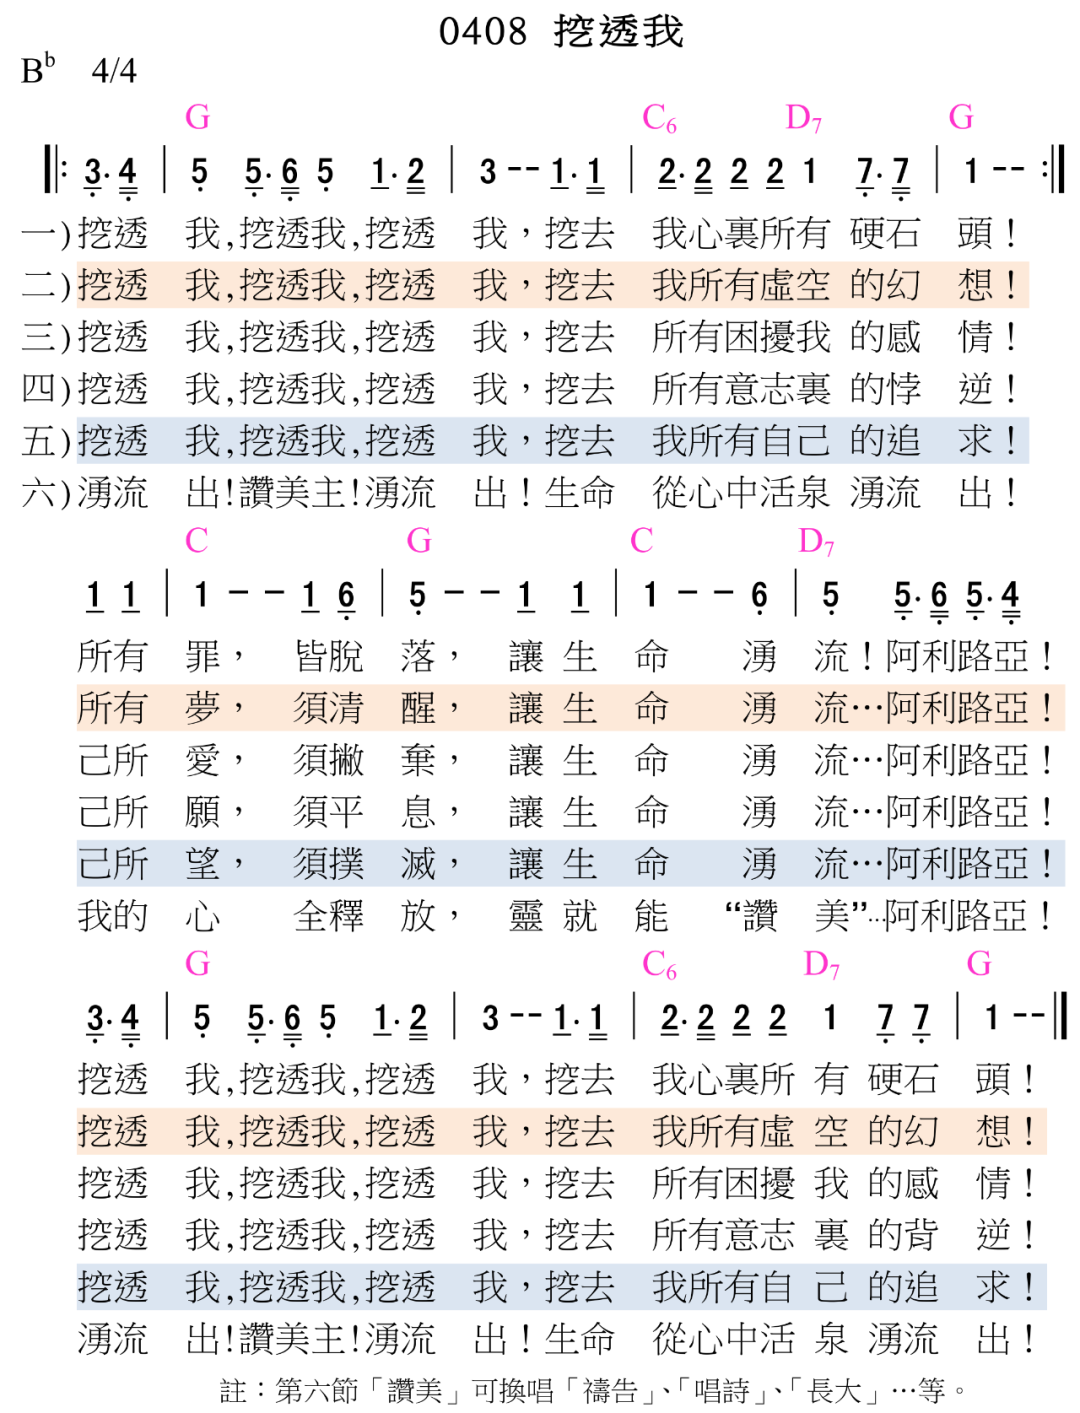 0408 挖透我
Bb 4/4
G C6 D7 G
‖: 3. 4 | 5 5. 6 5 1. 2 | 3 -- 1. 1 | 2. 2 2 2 1 7. 7 | 1 -- :‖
一)挖透 我,挖透我,挖透 我，挖去 我心裏所有 硬石 頭！
二)挖透 我,挖透我,挖透 我，挖去 我所有虛空 的幻 想！
三)挖透 我,挖透我,挖透 我，挖去 所有困擾我 的感 情！
四)挖透 我,挖透我,挖透 我，挖去 所有意志裏 的悖 逆！
五)挖透 我,挖透我,挖透 我，挖去 我所有自己 的追 求！
六)湧流 出!讚美主!湧流 出！生命 從心中活泉 湧流 出！
C G C D7
1 1 | 1 - - 1 6 | 5 - - 1 1 | 1 - - 6 | 5 5. 6 5. 4
所有 罪， 皆脫 落， 讓 生 命 湧 流！阿利路亞！
所有 夢， 須清 醒， 讓 生 命 湧 流…阿利路亞！
己所 愛， 須撇 棄， 讓 生 命 湧 流…阿利路亞！
己所 願， 須平 息， 讓 生 命 湧 流…阿利路亞！
己所 望， 須撲 滅， 讓 生 命 湧 流…阿利路亞！
我的 心 全釋 放， 靈 就 能 “讚 美”…阿利路亞！
G C6 D7 G
3. 4 | 5 5. 6 5 1. 2 | 3 -- 1. 1 | 2. 2 2 2 1 7 7 | 1 -- ‖
挖透 我,挖透我,挖透 我，挖去 我心裏所 有 硬石 頭！
挖透 我,挖透我,挖透 我，挖去 我所有虛 空 的幻 想！
挖透 我,挖透我,挖透 我，挖去 所有困擾 我 的感 情！
挖透 我,挖透我,挖透 我，挖去 所有意志 裏 的背 逆！
挖透 我,挖透我,挖透 我，挖去 我所有自 己 的追 求！
湧流 出!讚美主!湧流 出！生命 從心中活 泉 湧流 出！
註：第六節「讚美」可換唱「禱告」、「唱詩」、「長大」…等。